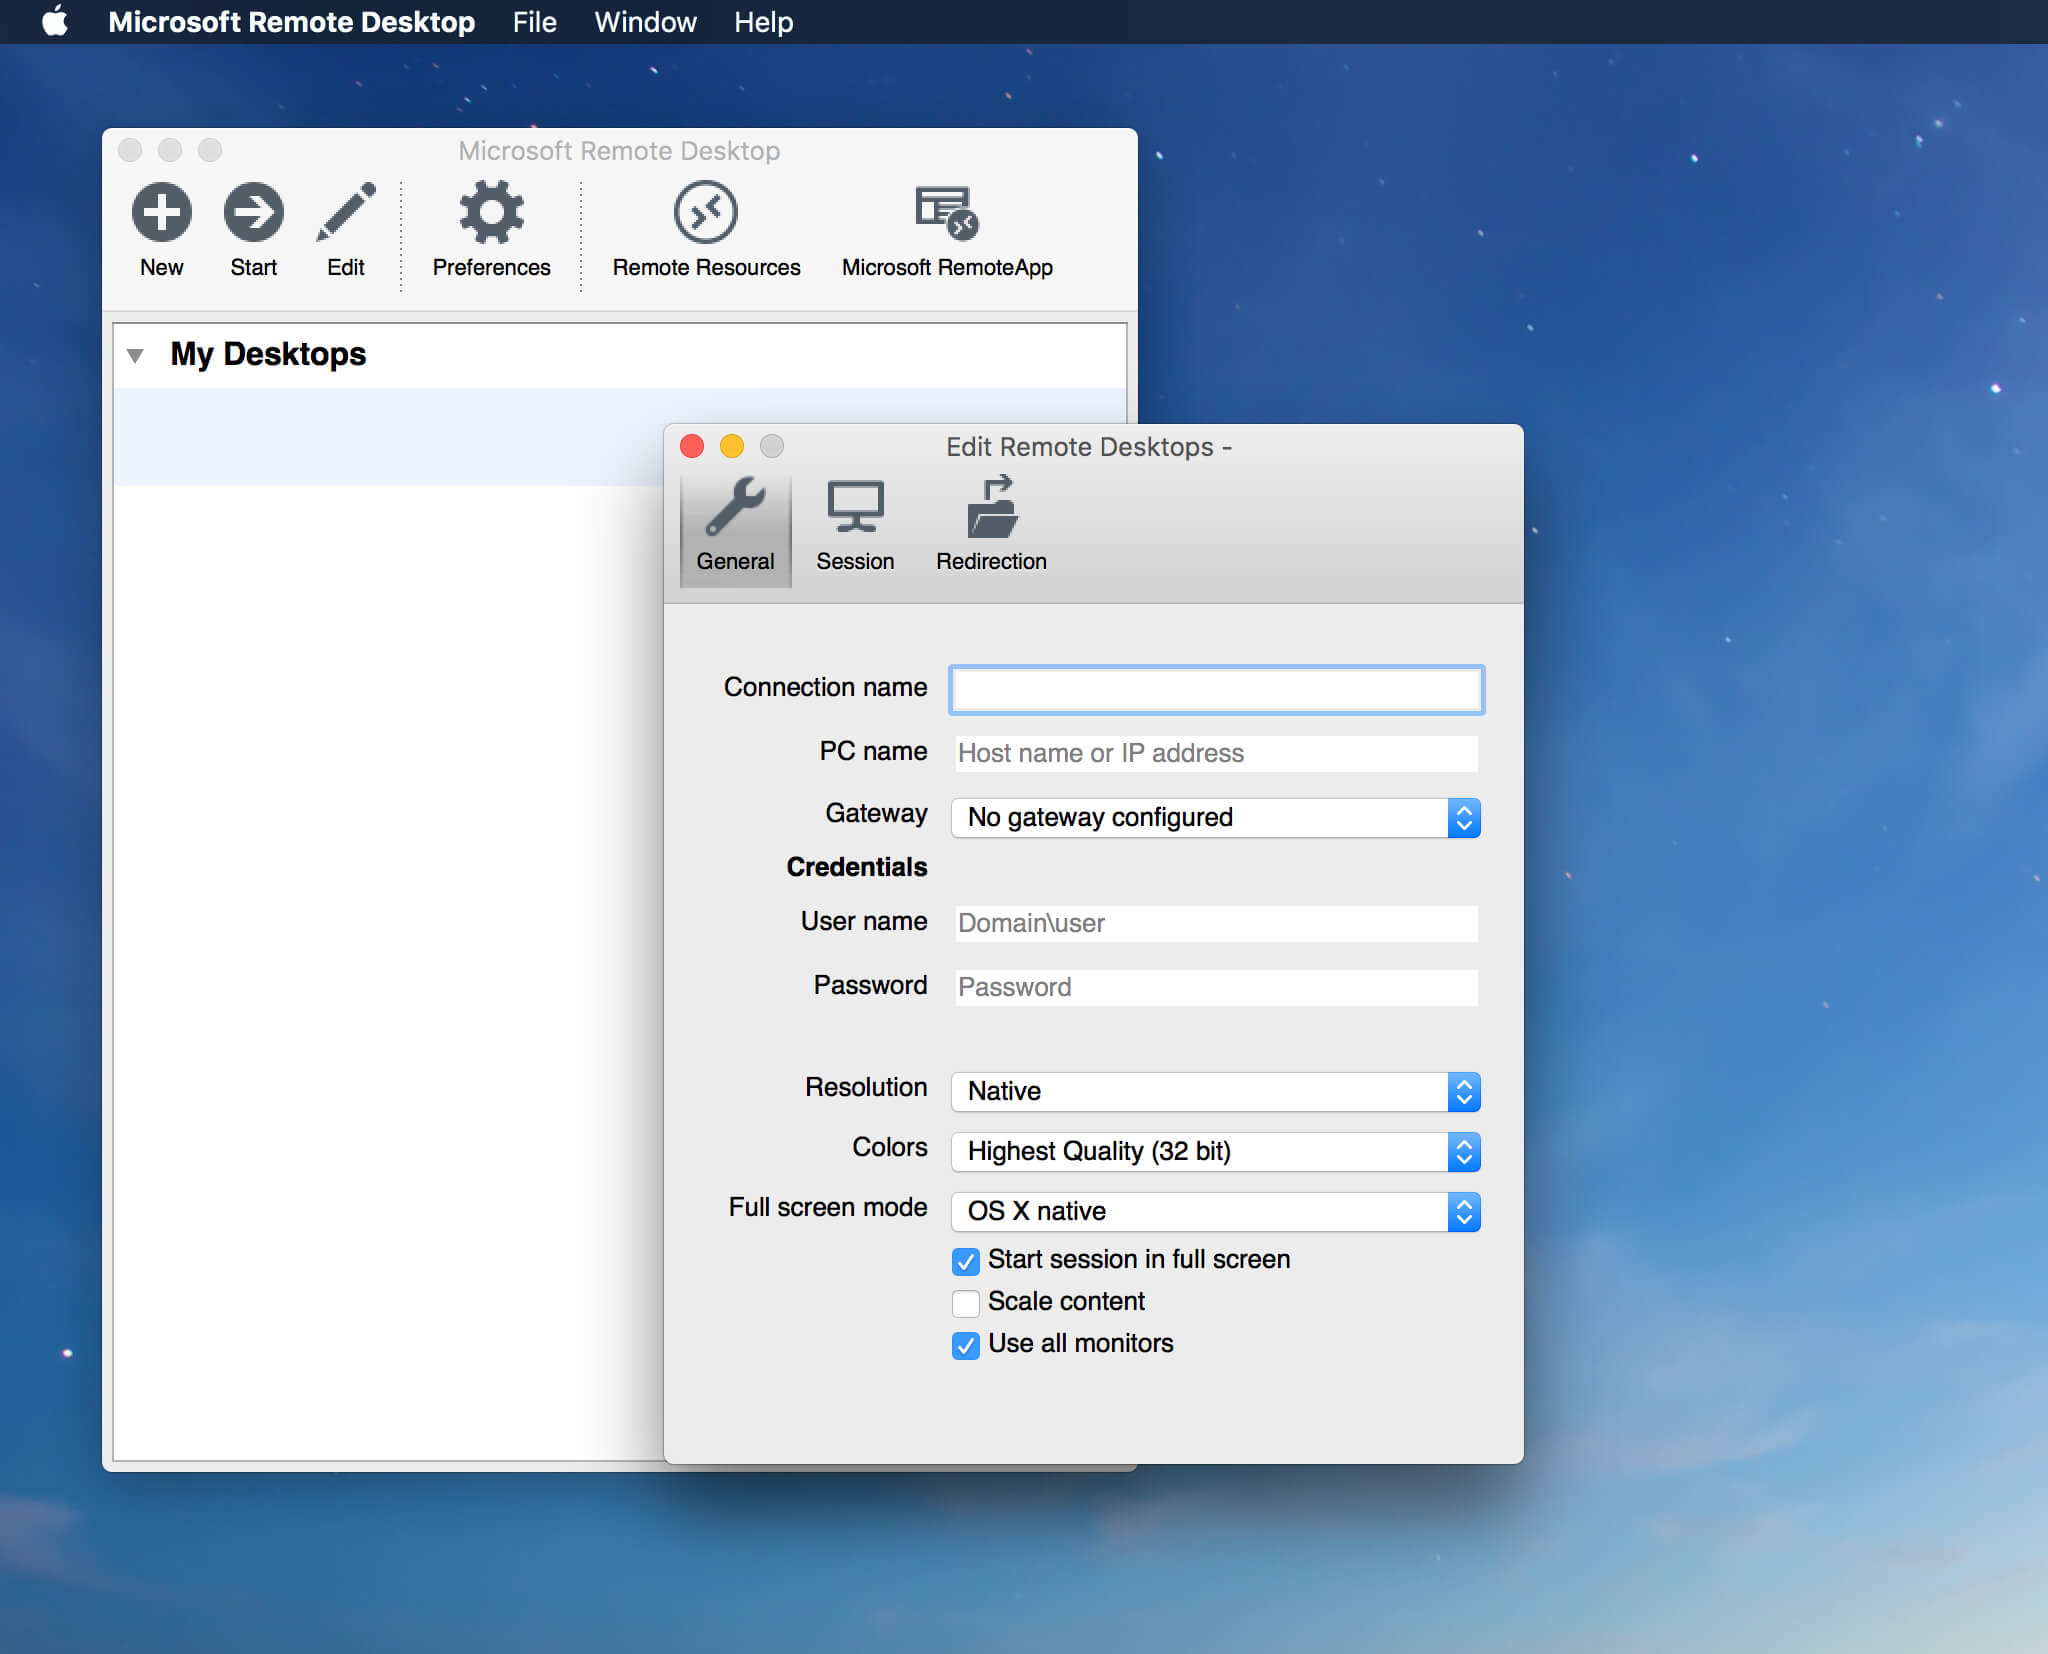 Microsoft Remote Desktop File Window Help
Microsoft Remote Desktop
New Start Edit Preferences Remote Resources Microsoft RemoteApp
My Desktops
Edit Remote Desktops -
General Session Redirection
Connection name
PC name Host name or IP address
Gateway No gateway configured
Credentials
User name Domain\user
Password Password
Resolution Native
Colors Highest Quality (32 bit)
Full screen mode OS X native
Start session in full screen
Scale content
Use all monitors